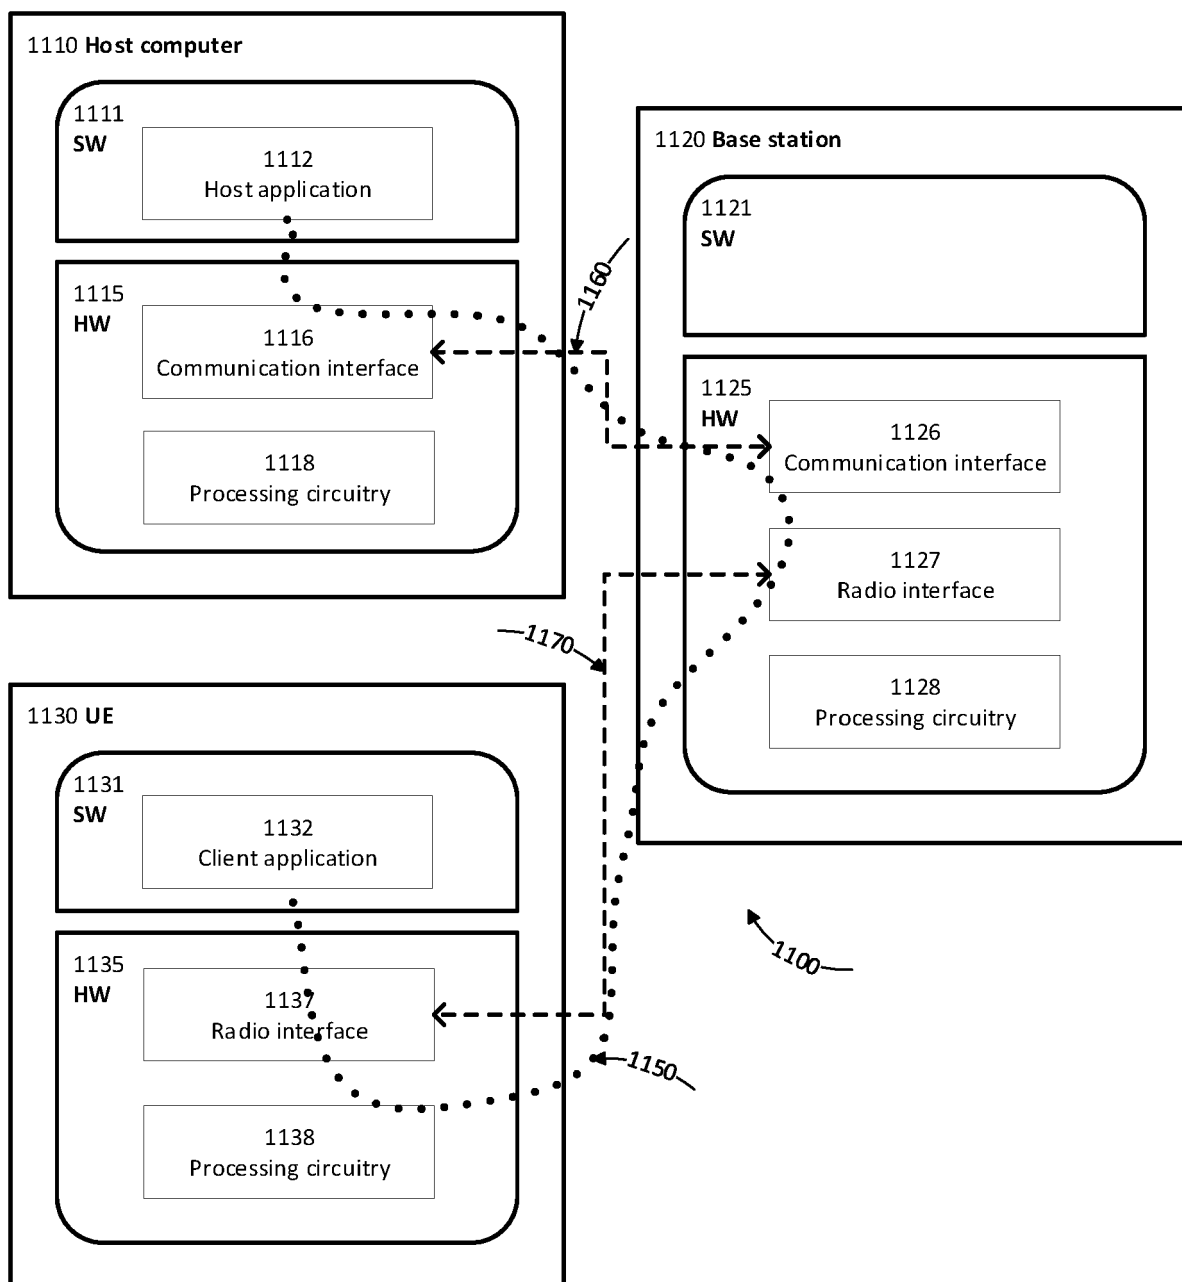 1110 Host computer
1111
SW
1112
Host application
1115
HW
1116
Communication interface
1118
Processing circuitry
1120 Base station
1121
SW
1125
HW
1126
Communication interface
1127
Radio interface
1128
Processing circuitry
1160
1170
1130 UE
1131
SW
1132
Client application
1135
HW
1137
Radio interface
1138
Processing circuitry
1100
1150